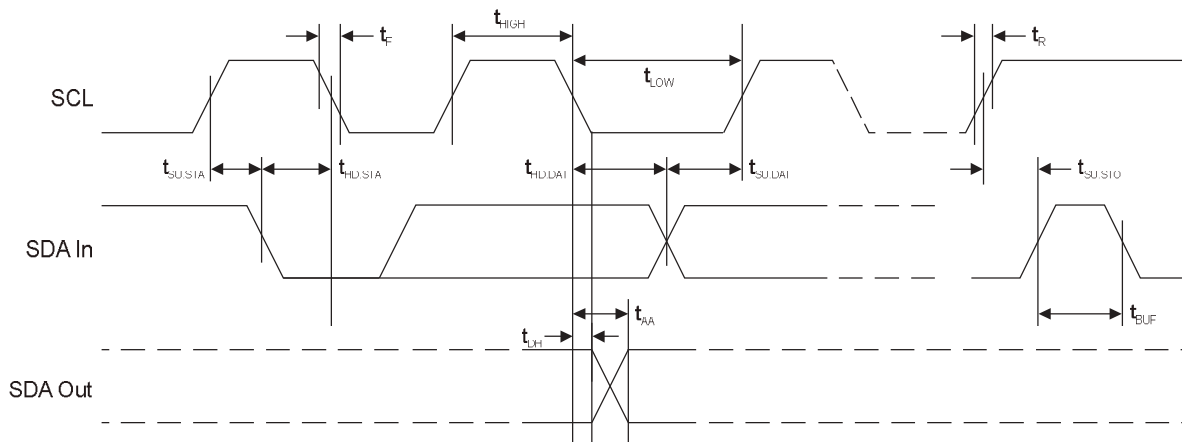 tF
tHIGH
tR
SCL
tLOW
tSU.STA
tHD.STA
tHD.DAT
tSU.DAT
tSU.STO
SDA In
tAA
tBUF
tDH
SDA Out